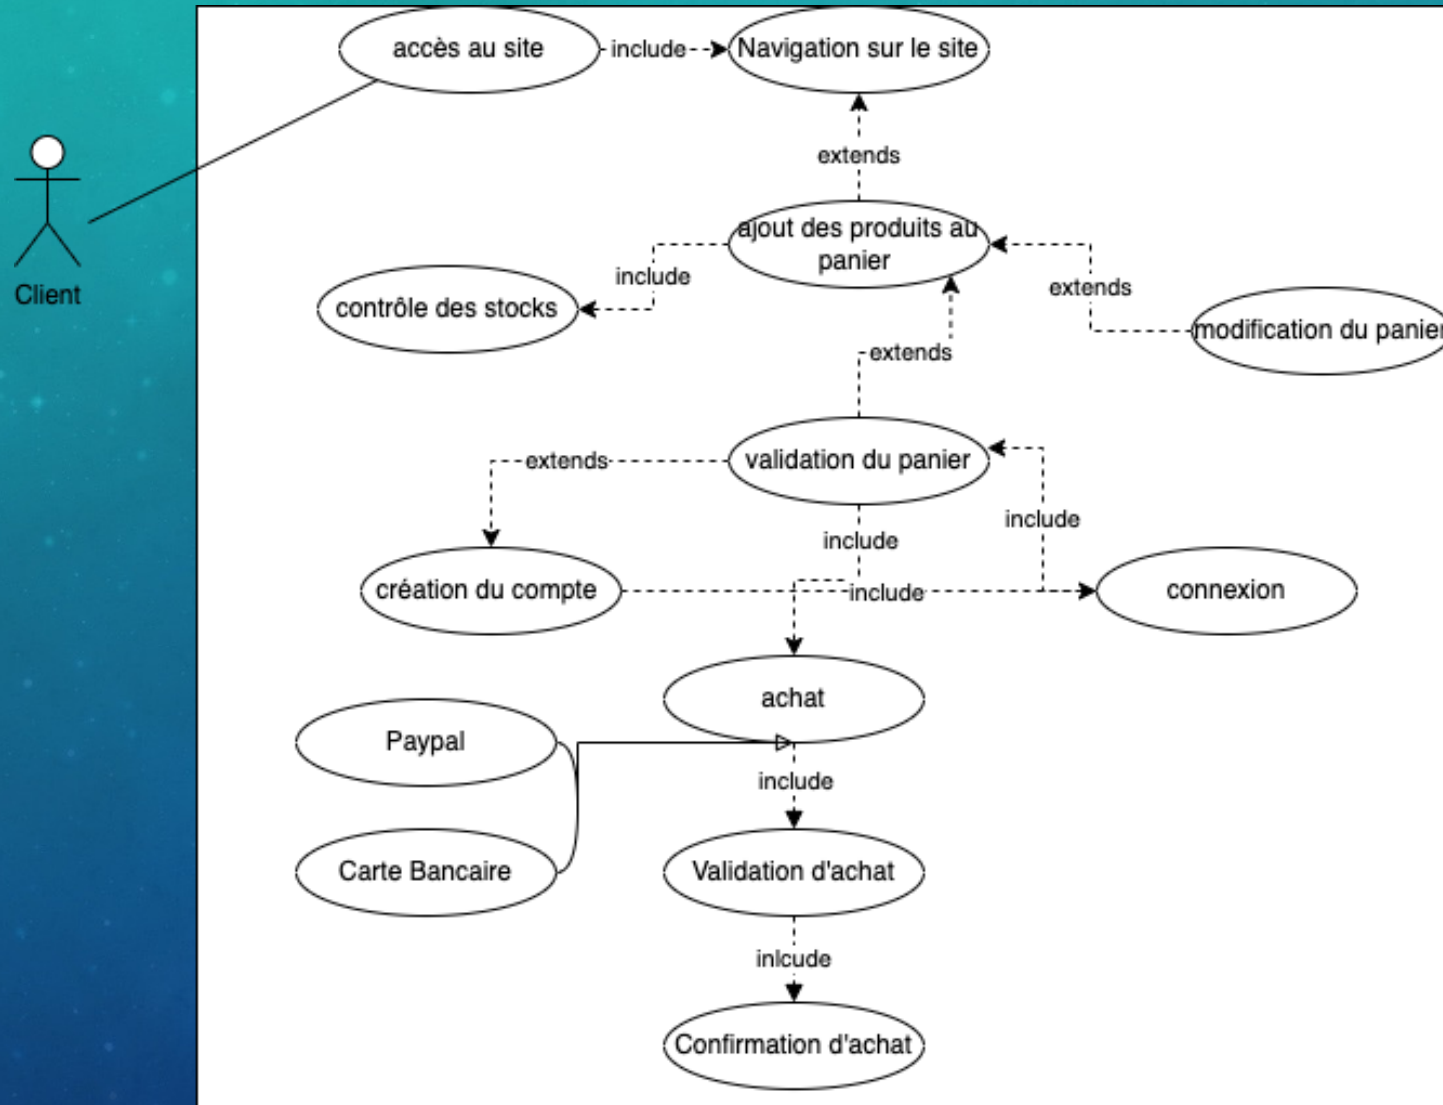 accès au site
include
Navigation sur le site
extends
ajout des produits au
panier
include
extends
Client
contrôle des stocks
modification du panier
extends
validation du panier
extends
include
include
création du compte
include
connexion
achat
Paypal
include
Carte Bancaire
Validation d'achat
inlcude
Confirmation d'achat